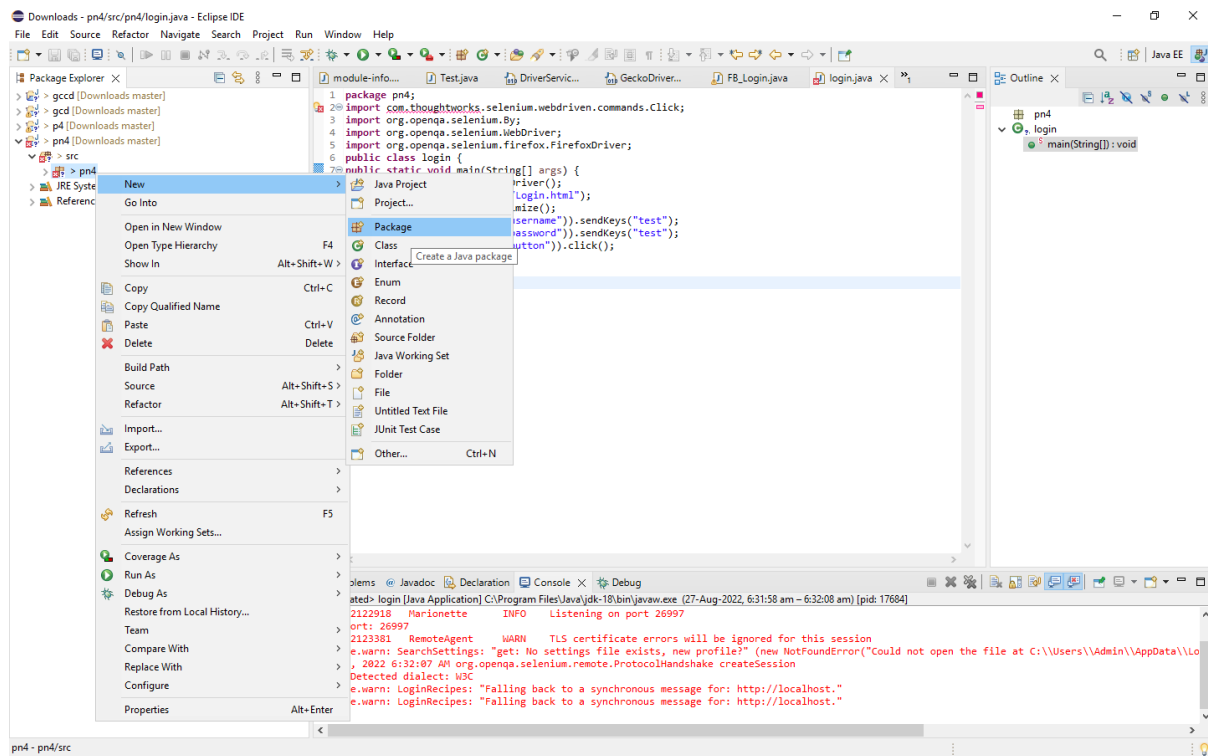 Downloads - pn4/src/pn4/login.java - Eclipse IDE
File Edit Source Refactor Navigate Search Project Run Window Help
Java EE
Package Explorer
module-info....
Test.java
DriverServic...
GeckoDriver...
FB_Login.java
login.java
1
Outline
> gccd [Downloads master]
> gcd [Downloads master]
> p4 [Downloads master]
> pn4 [Downloads master]
> src
> pn4
JRE Syste
Referenc
1 package pn4;
2 import com.thoughtworks.selenium.webdriven.commands.Click;
3 import org.openqa.selenium.By;
4 import org.openqa.selenium.WebDriver;
5 import org.openqa.selenium.firefox.FirefoxDriver;
6 public class login {
7 public static void main(String[] args) {
river();
Login.html");
mize();
sername")).sendKeys("test");
assword")).sendKeys("test");
utton")).click();
pn4
login
main(String[]) : void
New
Go Into
Open in New Window
Open Type Hierarchy F4
Show In Alt+Shift+W >
Copy Ctrl+C
Copy Qualified Name
Paste Ctrl+V
Delete Delete
Build Path
Source Alt+Shift+S >
Refactor Alt+Shift+T >
Import...
Export...
References
Declarations
Refresh F5
Assign Working Sets...
Coverage As
Run As
Debug As
Restore from Local History...
Team
Compare With
Replace With
Configure
Properties Alt+Enter
Java Project
Project...
Package
Class
Create a Java package
Interface
Enum
Record
Annotation
Source Folder
Java Working Set
Folder
File
Untitled Text File
JUnit Test Case
Other... Ctrl+N
blems @ Javadoc Declaration Console Debug
ated> login [Java Application] C:\Program Files\Java\jdk-18\bin\javaw.exe (27-Aug-2022, 6:31:58 am – 6:32:08 am) [pid: 17684]
2122918 Marionette INFO Listening on port 26997
ort: 26997
2123381 RemoteAgent WARN TLS certificate errors will be ignored for this session
e.warn: SearchSettings: "get: No settings file exists, new profile?" (new NotFoundError("Could not open the file at C:\\Users\\Admin\\AppData\\Lo
, 2022 6:32:07 AM org.openqa.selenium.remote.ProtocolHandshake createSession
Detected dialect: W3C
e.warn: LoginRecipes: "Falling back to a synchronous message for: http://localhost."
e.warn: LoginRecipes: "Falling back to a synchronous message for: http://localhost."
pn4 - pn4/src